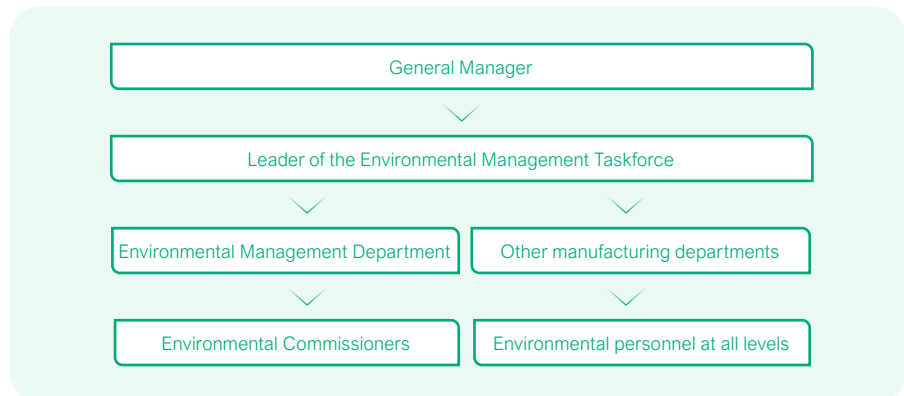 General Manager
Leader of the Environmental Management Taskforce
Environmental Management Department
Other manufacturing departments
Environmental Commissioners
Environmental personnel at all levels